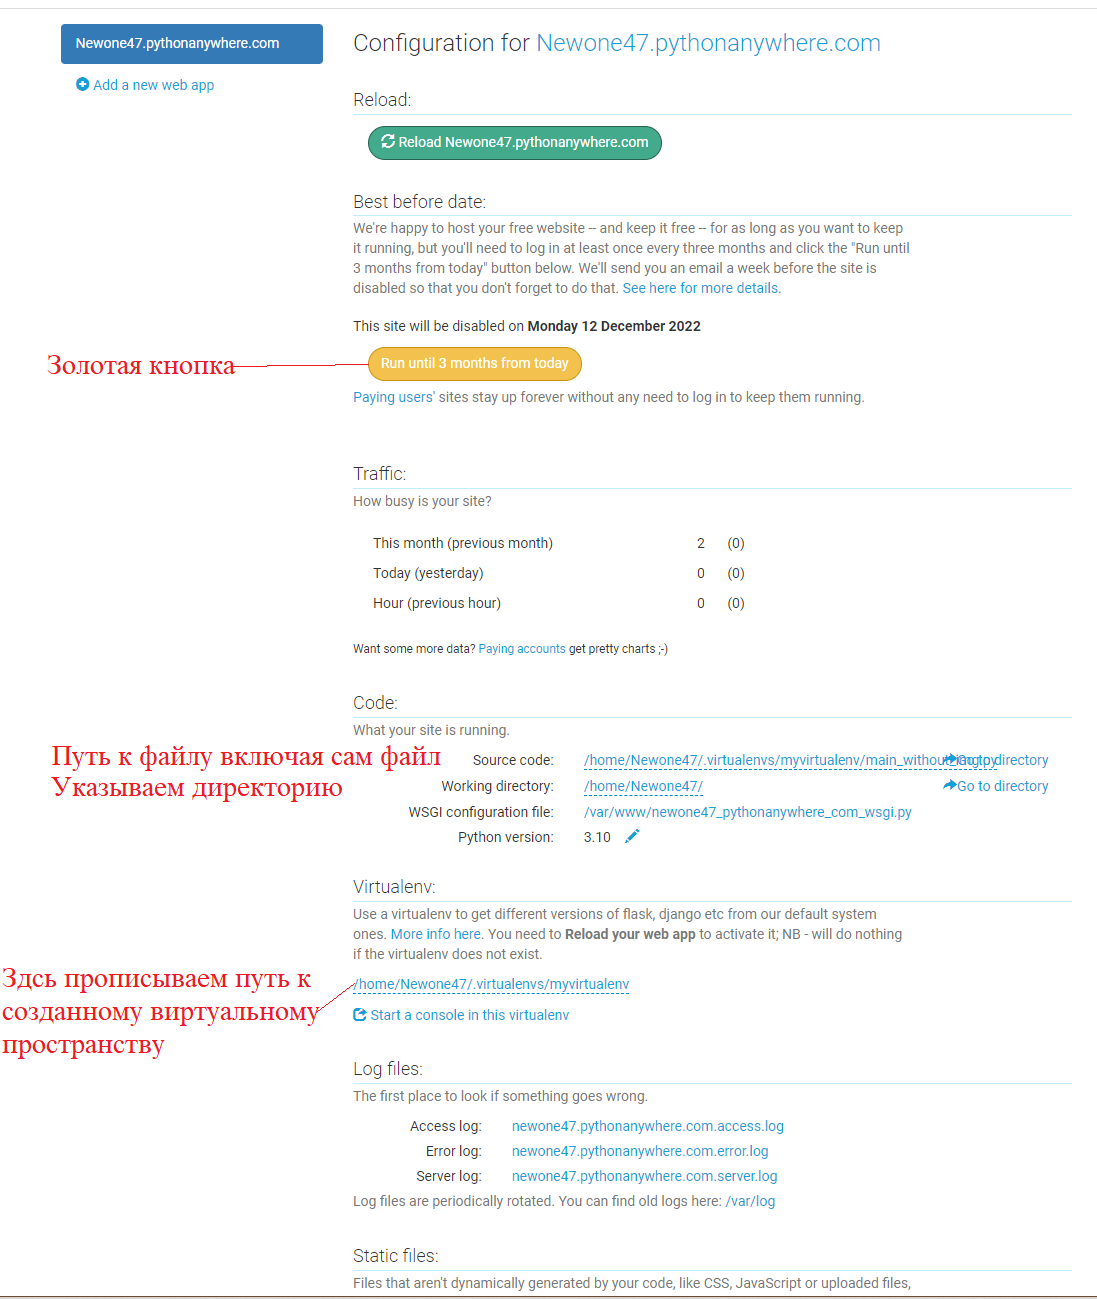 Newone47.pythonanywhere.com
Add a new web app
Configuration for Newone47.pythonanywhere.com
Reload:
Reload Newone47.pythonanywhere.com
Best before date:
We're happy to host your free website -- and keep it free -- for as long as you want to keep
it running, but you'll need to log in at least once every three months and click the "Run until
3 months from today" button below. We'll send you an email a week before the site is
disabled so that you don't forget to do that. See here for more details.
This site will be disabled on Monday 12 December 2022
Золотая кнопка
Run until 3 months from today
Paying users' sites stay up forever without any need to log in to keep them running.
Traffic:
How busy is your site?
This month (previous month) 2 (0)
Today (yesterday) 0 (0)
Hour (previous hour) 0 (0)
Want some more data? Paying accounts get pretty charts ;-)
Code:
What your site is running.
Путь к файлу включая сам файл
Source code: /home/Newone47/.virtualenvs/myvirtualenv/main_without Go to directory
Указываем директорию
Working directory: /home/Newone47/ Go to directory
WSGI configuration file: /var/www/newone47_pythonanywhere_com_wsgi.py
Python version: 3.10
Virtualenv:
Use a virtualenv to get different versions of flask, django etc from our default system
ones. More info here. You need to Reload your web app to activate it; NB - will do nothing
if the virtualenv does not exist.
Здсь прописываем путь к
созданному виртуальному
пространству
/home/Newone47/.virtualenvs/myvirtualenv
Start a console in this virtualenv
Log files:
The first place to look if something goes wrong.
Access log: newone47.pythonanywhere.com.access.log
Error log: newone47.pythonanywhere.com.error.log
Server log: newone47.pythonanywhere.com.server.log
Log files are periodically rotated. You can find old logs here: /var/log
Static files:
Files that aren't dynamically generated by your code, like CSS, JavaScript or uploaded files,